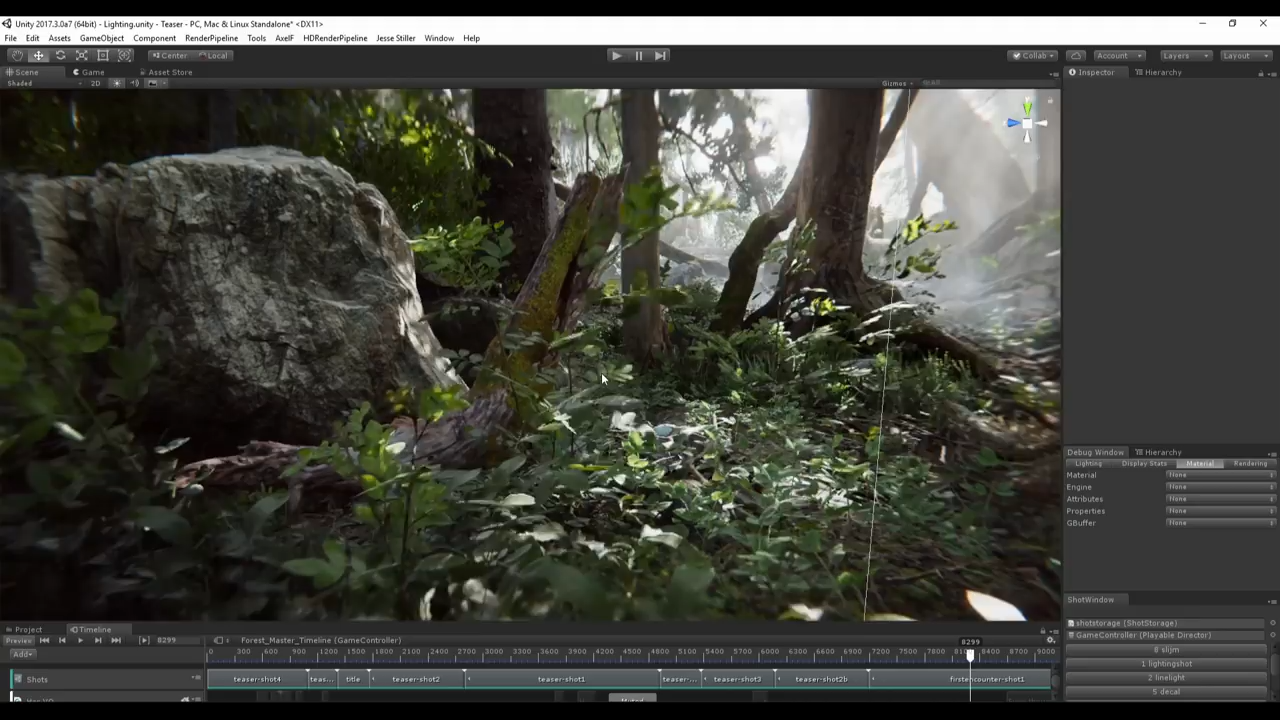 Unity 2017.3.0a7 (64bit) - Lighting.unity - Teaser - PC, Mac & Linux Standalone* <DX11>
File Edit Assets GameObject Component RenderPipeline Tools AxelF HDRenderPipeline Jesse Stiller Window Help
Center Local Collab Account Layers Layout
Scene Game Asset Store Inspector Hierarchy
Shaded 2D Gizmos
Debug Window Hierarchy
Lighting Display Stats Material Rendering
Material None
Engine None
Attributes None
Properties None
GBuffer None
ShotWindow
shotstorage (ShotStorage)
GameController (Playable Director)
8 slijm
1 lightingshot
2 linelight
5 decal
Project Timeline
Preview 8299 Forest_Master_Timeline (GameController) 8299
Add 0 300 600 900 1200 1500 1800 2100 2400 2700 3000 3300 3600 3900 4200 4500 4800 5100 5400 5700 6000 6300 6600 6900 7200 7500 7800 8400 8700 9000
Shots teaser-shot4 teas... title teaser-shot2 teaser-shot1 teaser-... teaser-shot3 teaser-shot2b firstencounter-shot1